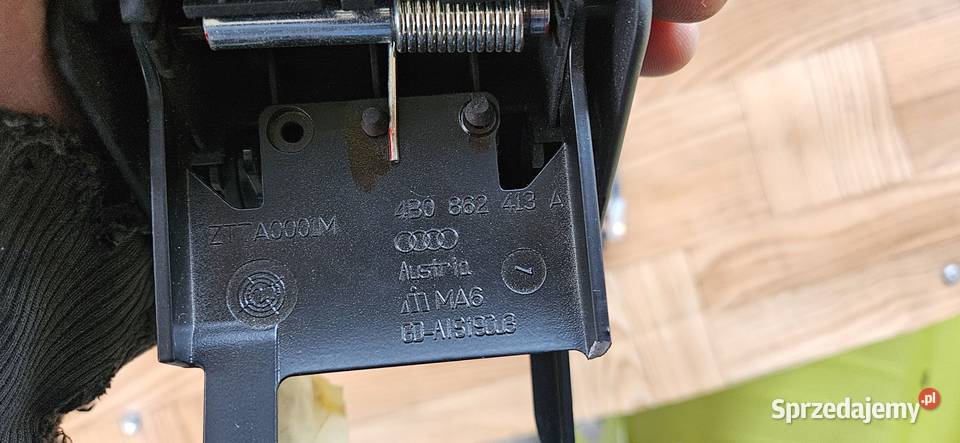 4B0 862 413 A
ZT A0001M
Austria
MA6
Sprzedajemy.pl